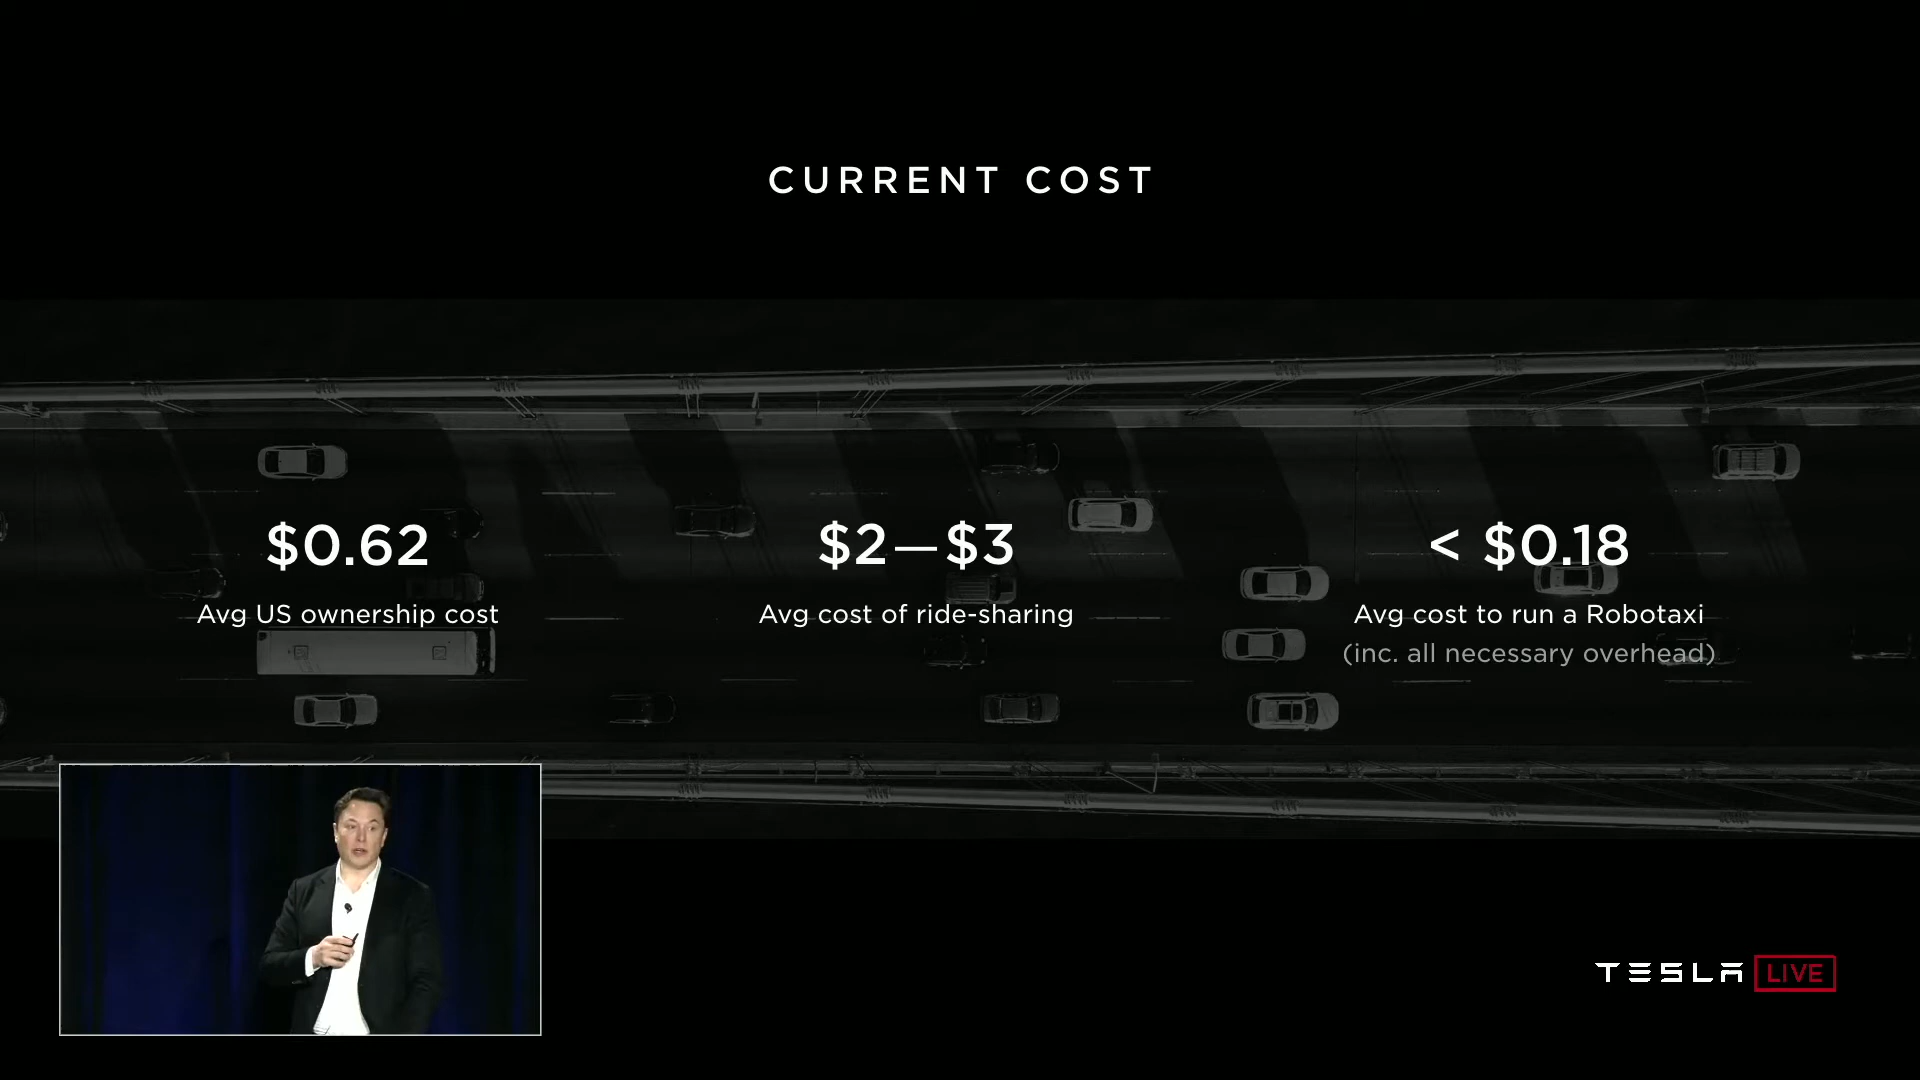 CURRENT COST
$0.62
Avg US ownership cost
$2—$3
Avg cost of ride-sharing
< $0.18
Avg cost to run a Robotaxi
(inc. all necessary overhead)
TESLA LIVE